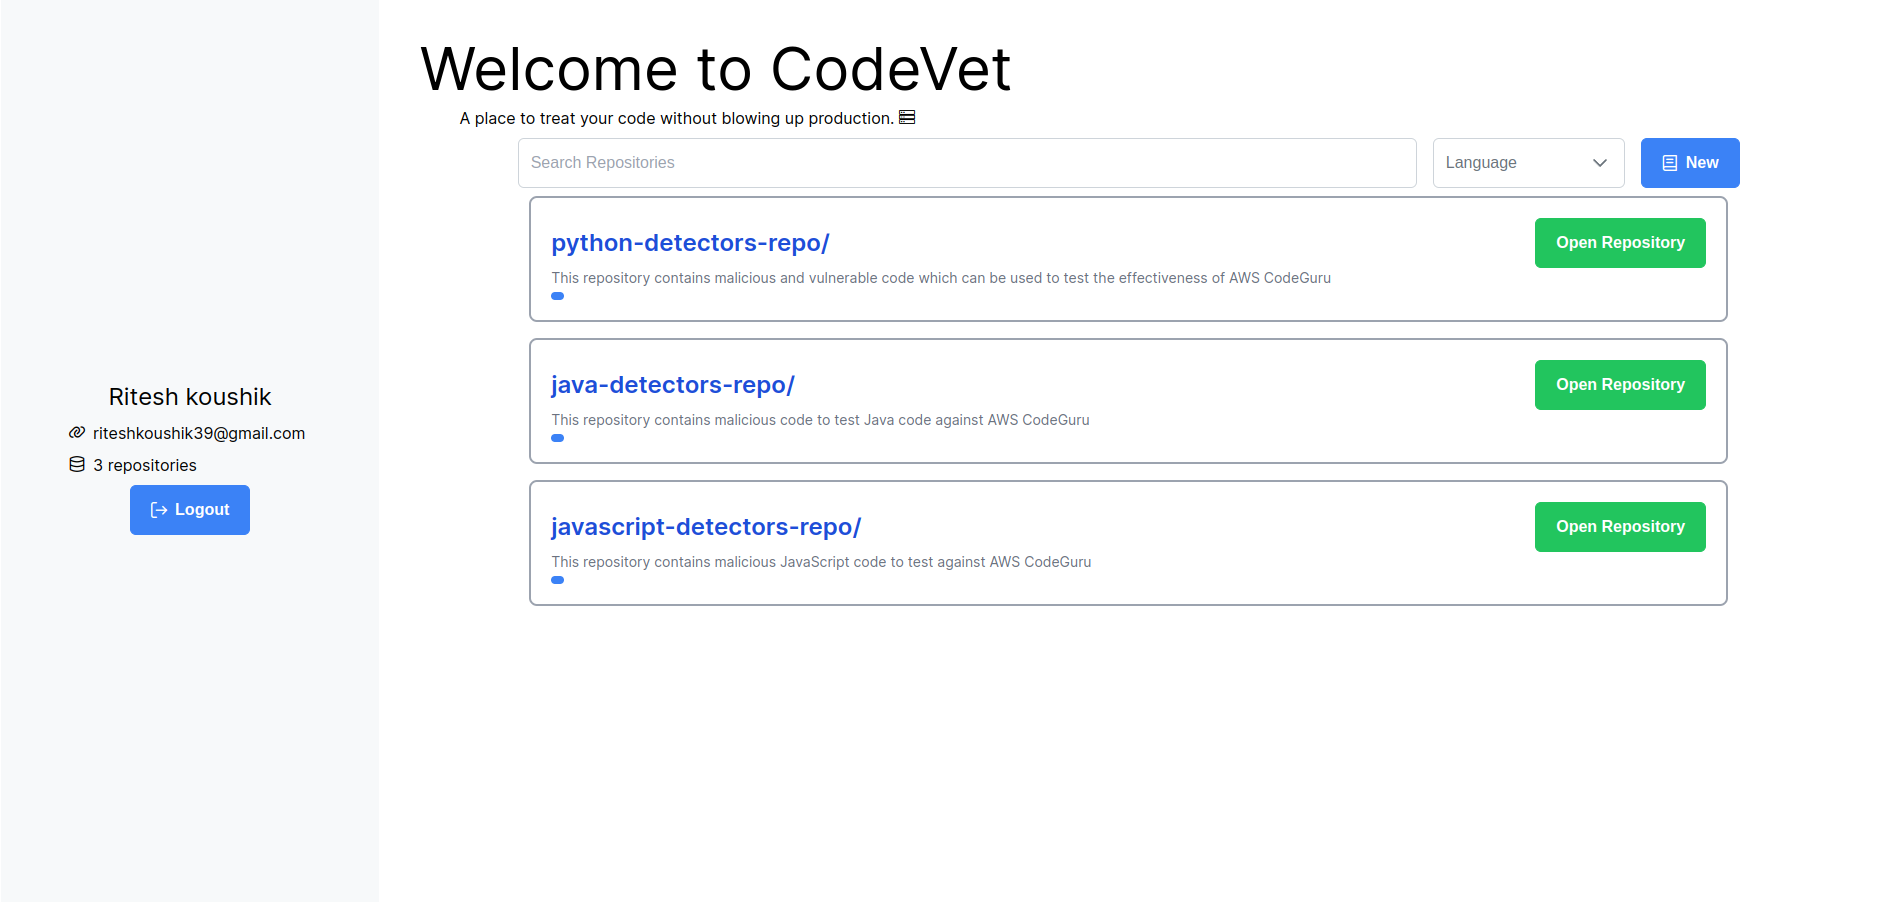 Welcome to CodeVet
A place to treat your code without blowing up production.
Search Repositories
Language
New
python-detectors-repo/
Open Repository
This repository contains malicious and vulnerable code which can be used to test the effectiveness of AWS CodeGuru
java-detectors-repo/
Open Repository
This repository contains malicious code to test Java code against AWS CodeGuru
javascript-detectors-repo/
Open Repository
This repository contains malicious JavaScript code to test against AWS CodeGuru
Ritesh koushik
riteshkoushik39@gmail.com
3 repositories
Logout